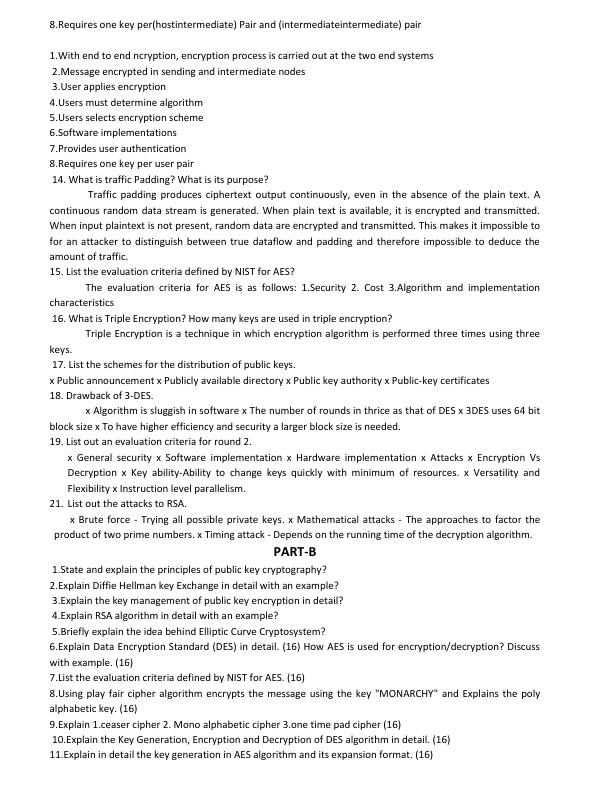 8.Requires one key per(hostintermediate) Pair and (intermediateintermediate) pair
1.With end to end ncryption, encryption process is carried out at the two end systems
2.Message encrypted in sending and intermediate nodes
3.User applies encryption
4.Users must determine algorithm
5.Users selects encryption scheme
6.Software implementations
7.Provides user authentication
8.Requires one key per user pair
14. What is traffic Padding? What is its purpose?
Traffic padding produces ciphertext output continuously, even in the absence of the plain text. A
continuous random data stream is generated. When plain text is available, it is encrypted and transmitted.
When input plaintext is not present, random data are encrypted and transmitted. This makes it impossible to
for an attacker to distinguish between true dataflow and padding and therefore impossible to deduce the
amount of traffic.
15. List the evaluation criteria defined by NIST for AES?
The evaluation criteria for AES is as follows: 1.Security 2. Cost 3.Algorithm and implementation
characteristics
16. What is Triple Encryption? How many keys are used in triple encryption?
Triple Encryption is a technique in which encryption algorithm is performed three times using three
keys.
17. List the schemes for the distribution of public keys.
x Public announcement x Publicly available directory x Public key authority x Public-key certificates
18. Drawback of 3-DES.
x Algorithm is sluggish in software x The number of rounds in thrice as that of DES x 3DES uses 64 bit
block size x To have higher efficiency and security a larger block size is needed.
19. List out an evaluation criteria for round 2.
x General security x Software implementation x Hardware implementation x Attacks x Encryption Vs
Decryption x Key ability-Ability to change keys quickly with minimum of resources. x Versatility and
Flexibility x Instruction level parallelism.
21. List out the attacks to RSA.
x Brute force - Trying all possible private keys. x Mathematical attacks - The approaches to factor the
product of two prime numbers. x Timing attack - Depends on the running time of the decryption algorithm.
PART-B
1.State and explain the principles of public key cryptography?
2.Explain Diffie Hellman key Exchange in detail with an example?
3.Explain the key management of public key encryption in detail?
4.Explain RSA algorithm in detail with an example?
5.Briefly explain the idea behind Elliptic Curve Cryptosystem?
6.Explain Data Encryption Standard (DES) in detail. (16) How AES is used for encryption/decryption? Discuss
with example. (16)
7.List the evaluation criteria defined by NIST for AES. (16)
8.Using play fair cipher algorithm encrypts the message using the key "MONARCHY" and Explains the poly
alphabetic key. (16)
9.Explain 1.ceaser cipher 2. Mono alphabetic cipher 3.one time pad cipher (16)
10.Explain the Key Generation, Encryption and Decryption of DES algorithm in detail. (16)
11.Explain in detail the key generation in AES algorithm and its expansion format. (16)